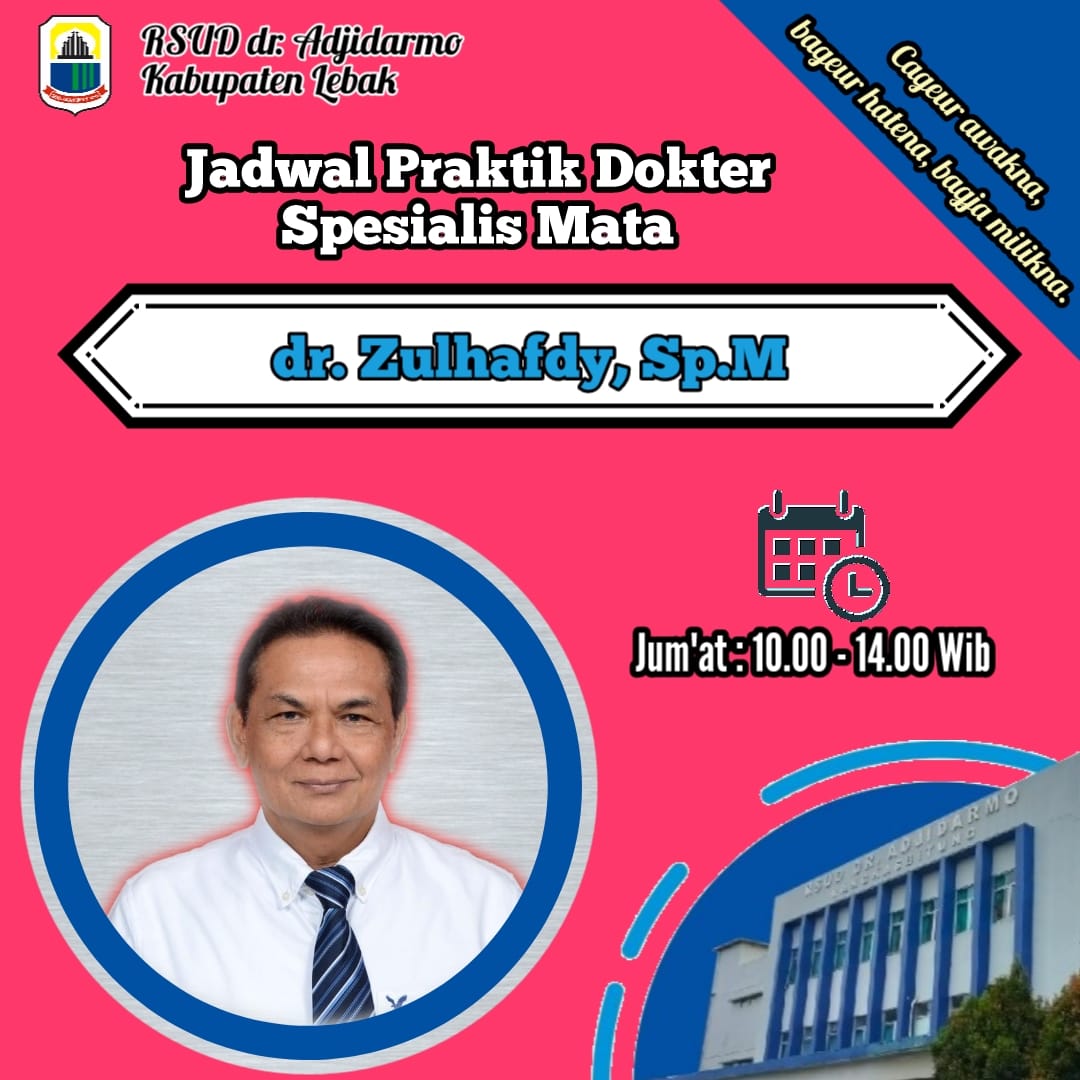 RSUD dr. Adjidarmo
Kabupaten Lebak
Cageur awakna,
bageur hatena, bagja milikna.
Jadwal Praktik Dokter
Spesialis Mata
dr. Zulhafdy, Sp.M
Jum'at : 10.00 - 14.00 Wib
RSUD DR. ADJIDARMO
RANGKASBITUNG